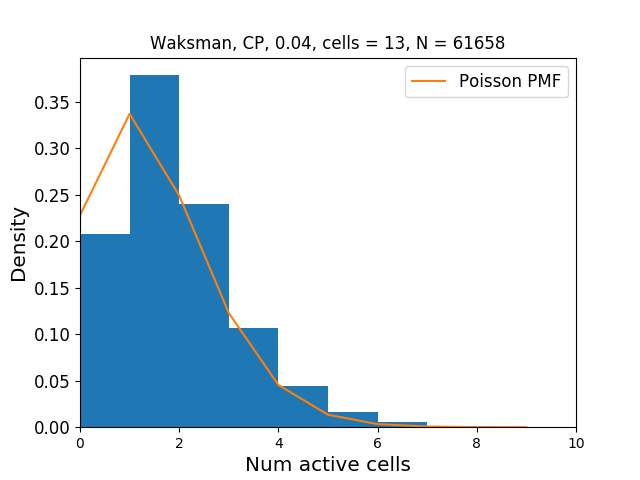 Waksman, CP, 0.04, cells = 13, N = 61658
Poisson PMF
0.35
0.30
0.25
0.20
0.15
0.10
0.05
0.00
Density
0 2 4 6 8 10
Num active cells